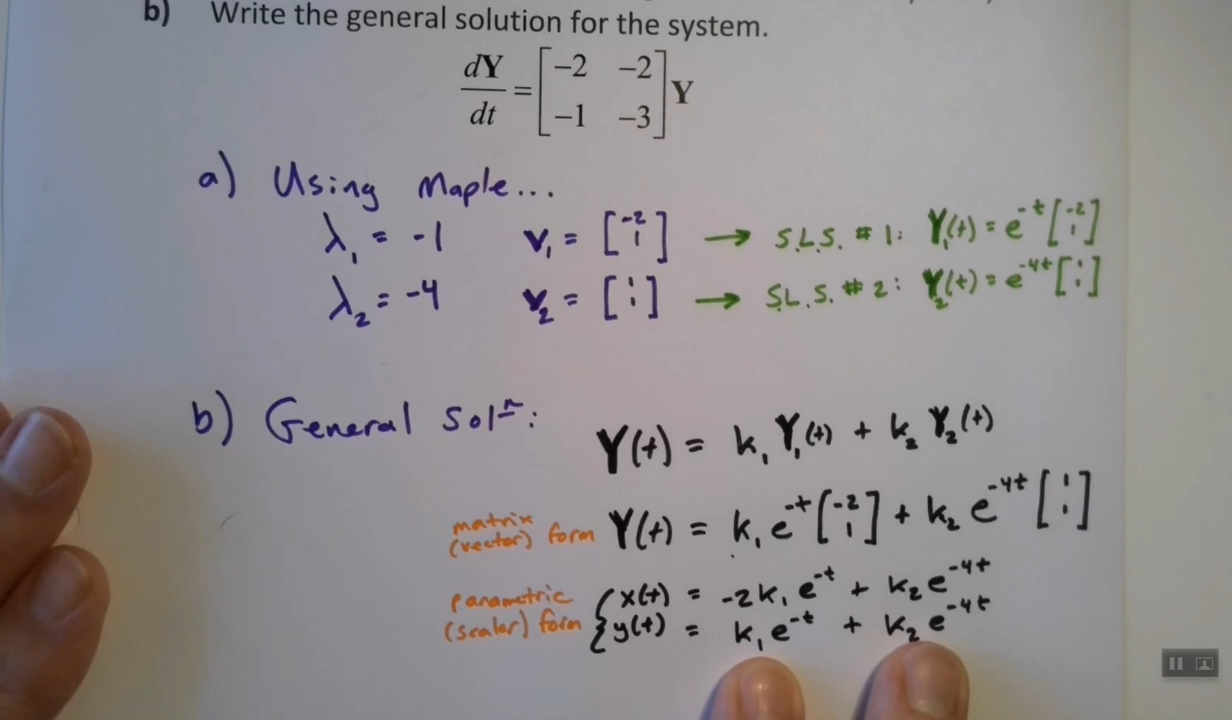 b) Write the general solution for the system.
dY/dt = [−2 −2; −1 −3] Y
a) Using Maple...
λ₁ = -1 v₁ = [-2; 1] → S.L.S. # 1: Y₁(t) = e^-t [-2; 1]
λ₂ = -4 v₂ = [1; 1] → S.L.S. # 2: Y₂(t) = e^-4t [1; 1]
b) General Solⁿ:
Y(t) = k₁ Y₁(t) + k₂ Y₂(t)
matrix (vector) form Y(t) = k₁ e^-t [-2; 1] + k₂ e^-4t [1; 1]
parametric (scalar) form { x(t) = -2k₁ e^-t + k₂ e^-4t
y(t) = k₁ e^-t + k₂ e^-4t